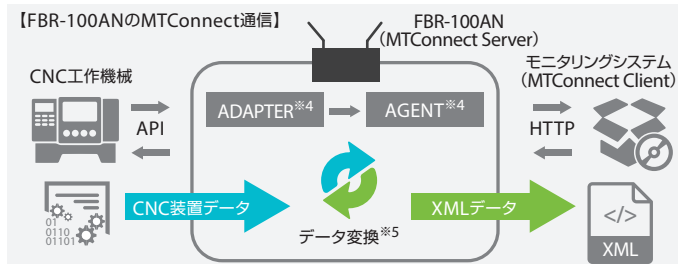 【FBR-100ANのMTConnect通信】
FBR-100AN
(MTConnect Server)
CNC工作機械
モニタリングシステム
(MTConnect Client)
API
ADAPTER※4
AGENT※4
HTTP
01
0110
01101
CNC装置データ
データ変換※5
XMLデータ
</>
XML